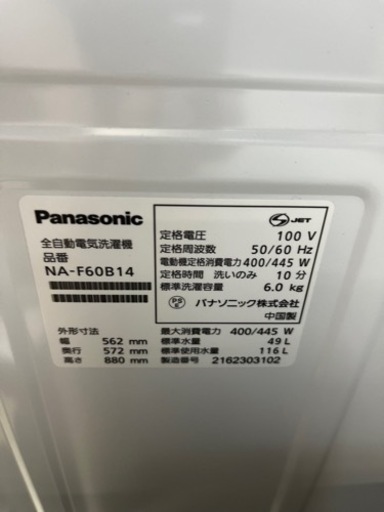 Panasonic
全自動電気洗濯機
品番
NA-F60B14
外形寸法
幅 562 mm
奥行 572 mm
高さ 880 mm
S JET
定格電圧 100 V
定格周波数 50/60 Hz
電動機定格消費電力 400/445 W
定格時間 洗いのみ 10 分
標準洗濯容量 6.0 kg
PS E パナソニック株式会社
中国製
最大消費電力 400/445 W
標準水量 49 L
標準使用水量 116 L
製造番号 2162303102